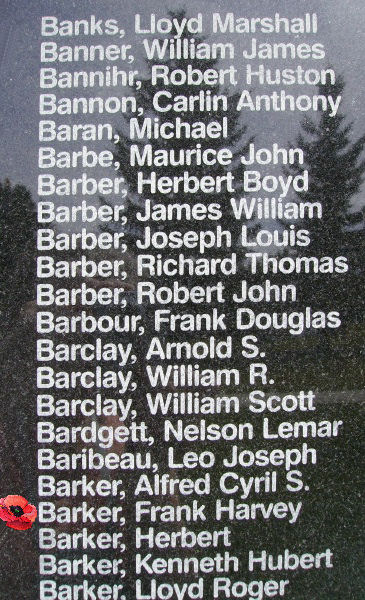 Banks, Lloyd Marshall
Banner, William James
Bannihr, Robert Huston
Bannon, Carlin Anthony
Baran, Michael
Barbe, Maurice John
Barber, Herbert Boyd
Barber, James William
Barber, Joseph Louis
Barber, Richard Thomas
Barber, Robert John
Barbour, Frank Douglas
Barclay, Arnold S.
Barclay, William R.
Barclay, William Scott
Bardgett, Nelson Lemar
Baribeau, Leo Joseph
Barker, Alfred Cyril S.
Barker, Frank Harvey
Barker, Herbert
Barker, Kenneth Hubert
Barker, Lloyd Roger